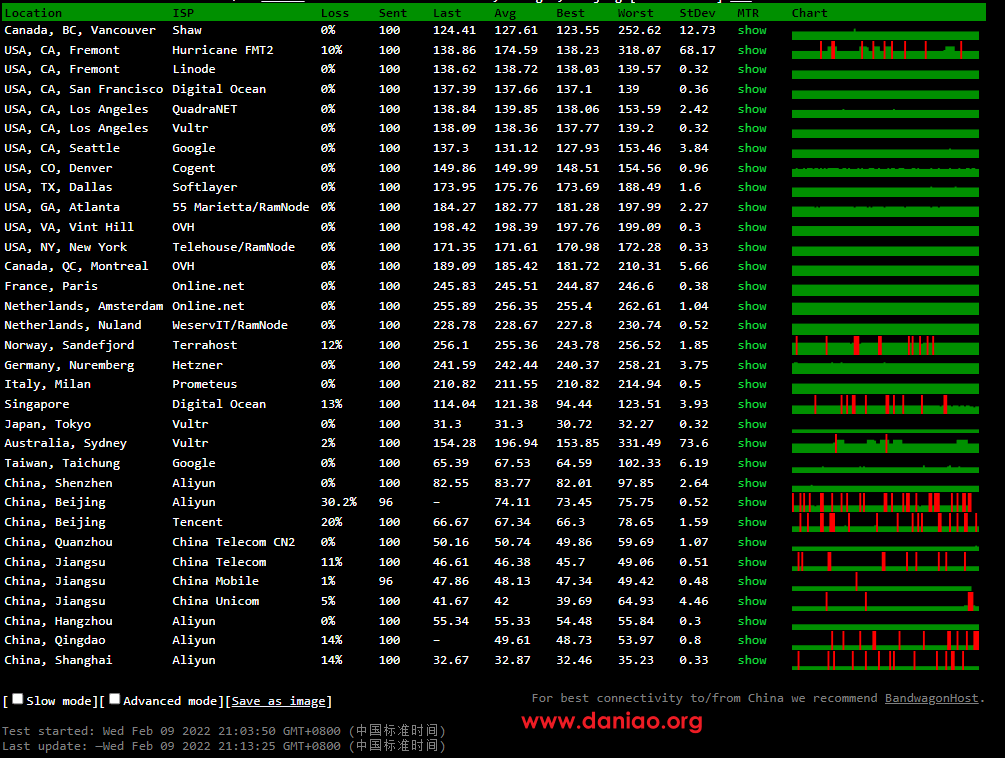 Location ISP Loss Sent Last Avg Best Worst StDev MTR Chart
Canada, BC, Vancouver Shaw 0% 100 124.41 127.61 123.55 252.62 12.73 show
USA, CA, Fremont Hurricane FMT2 10% 100 138.86 174.59 138.23 318.07 68.17 show
USA, CA, Fremont Linode 0% 100 138.62 138.72 138.03 139.57 0.32 show
USA, CA, San Francisco Digital Ocean 0% 100 137.39 137.66 137.1 139 0.36 show
USA, CA, Los Angeles QuadraNET 0% 100 138.84 139.85 138.06 153.59 2.42 show
USA, CA, Los Angeles Vultr 0% 100 138.09 138.36 137.77 139.2 0.32 show
USA, CA, Seattle Google 0% 100 137.3 131.12 127.93 153.46 3.84 show
USA, CO, Denver Cogent 0% 100 149.86 149.99 148.51 154.56 0.96 show
USA, TX, Dallas Softlayer 0% 100 173.95 175.76 173.69 188.49 1.6 show
USA, GA, Atlanta 55 Marietta/RamNode 0% 100 184.27 182.77 181.28 197.99 2.27 show
USA, VA, Vint Hill OVH 0% 100 198.42 198.39 197.76 199.09 0.3 show
USA, NY, New York Telehouse/RamNode 0% 100 171.35 171.61 170.98 172.28 0.33 show
Canada, QC, Montreal OVH 0% 100 189.09 185.42 181.72 210.31 5.66 show
France, Paris Online.net 0% 100 245.83 245.51 244.87 246.6 0.38 show
Netherlands, Amsterdam Online.net 0% 100 255.89 256.35 255.4 262.61 1.04 show
Netherlands, Nuland WeservIT/RamNode 0% 100 228.78 228.67 227.8 230.74 0.52 show
Norway, Sandefjord Terrahost 12% 100 256.1 255.36 243.78 256.52 1.85 show
Germany, Nuremberg Hetzner 0% 100 241.59 242.44 240.37 258.21 3.75 show
Italy, Milan Prometeus 0% 100 210.82 211.55 210.82 214.94 0.5 show
Singapore Digital Ocean 13% 100 114.04 121.38 94.44 123.51 3.93 show
Japan, Tokyo Vultr 0% 100 31.3 31.3 30.72 32.27 0.32 show
Australia, Sydney Vultr 2% 100 154.28 196.94 153.85 331.49 73.6 show
Taiwan, Taichung Google 0% 100 65.39 67.53 64.59 102.33 6.19 show
China, Shenzhen Aliyun 0% 100 82.55 83.77 82.01 97.85 2.64 show
China, Beijing Aliyun 30.2% 96 – 74.11 73.45 75.75 0.52 show
China, Beijing Tencent 20% 100 66.67 67.34 66.3 78.65 1.59 show
China, Quanzhou China Telecom CN2 0% 100 50.16 50.74 49.86 59.69 1.07 show
China, Jiangsu China Telecom 11% 100 46.61 46.38 45.7 49.06 0.51 show
China, Jiangsu China Mobile 1% 96 47.86 48.13 47.34 49.42 0.48 show
China, Jiangsu China Unicom 5% 100 41.67 42 39.69 64.93 4.46 show
China, Hangzhou Aliyun 0% 100 55.34 55.33 54.48 55.84 0.3 show
China, Qingdao Aliyun 14% 100 – 49.61 48.73 53.97 0.8 show
China, Shanghai Aliyun 14% 100 32.67 32.87 32.46 35.23 0.33 show
[Slow mode][Advanced mode][Save as image]
For best connectivity to/from China we recommend BandwagonHost.
www.daniao.org
Test started: Wed Feb 09 2022 21:03:50 GMT+0800 (中国标准时间)
Last update: —Wed Feb 09 2022 21:13:25 GMT+0800 (中国标准时间)